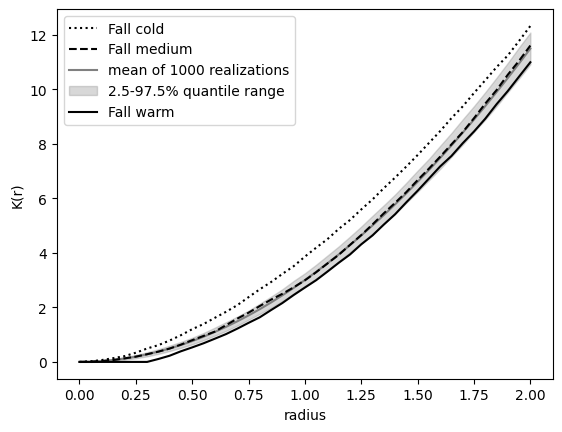 Fall cold
Fall medium
mean of 1000 realizations
2.5-97.5% quantile range
Fall warm
12
10
8
6
4
2
0
K(r)
0.00 0.25 0.50 0.75 1.00 1.25 1.50 1.75 2.00
radius